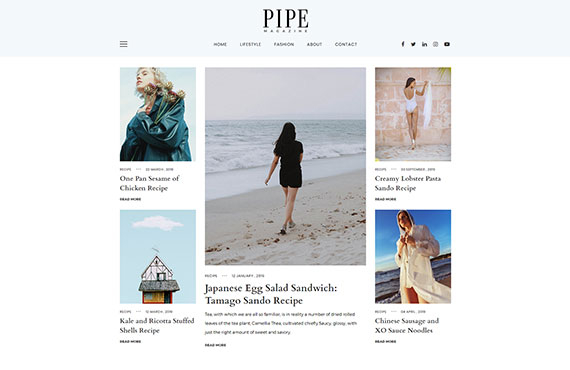 PIPE
MAGAZINE
HOME LIFESTYLE FASHION ABOUT CONTACT
RECIPE — 20 MARCH, 2019
One Pan Sesame of
Chicken Recipe
READ MORE
RECIPE — 12 MARCH, 2019
Kale and Ricotta Stuffed
Shells Recipe
READ MORE
RECIPE — 12 JANUARY, 2019
Japanese Egg Salad Sandwich:
Tamago Sando Recipe
Tea, with which we are all so familiar, is in reality a number of dried rolled
leaves of the tea plant, Camellia Thea, cultivated chiefly Saucy, glossy, with
just the right amount of sweet and savory.
READ MORE
RECIPE — 20 SEPTEMBER, 2019
Creamy Lobster Pasta
Sando Recipe
READ MORE
RECIPE — 04 APRIL, 2019
Chinese Sausage and
XO Sauce Noodles
READ MORE